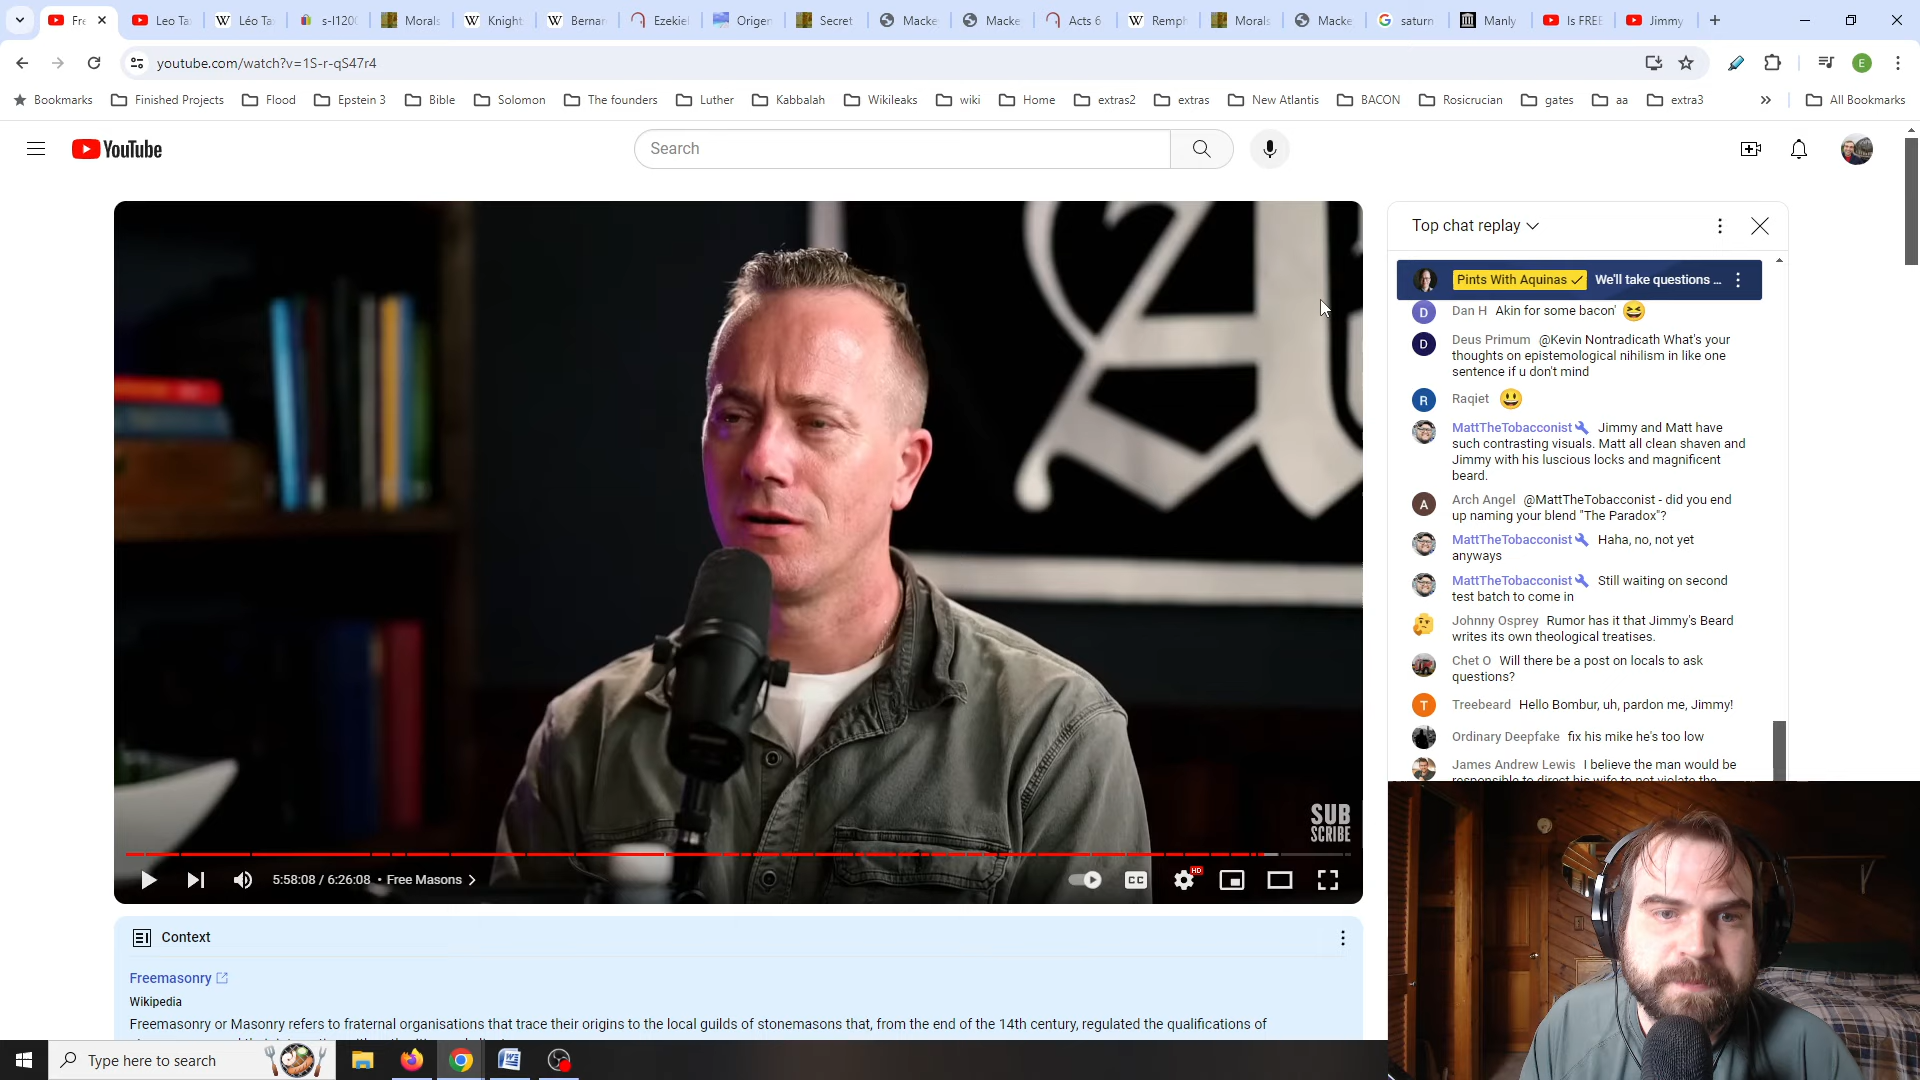 Fre
Leo Ta
Léo Ta
s-l120
Morals
Knight
Bernar
Ezekiel
Origen
Secret
Macke
Macke
Acts 6
Remph
Morals
Macke
saturn
Manly
Is FREE
Jimmy
youtube.com/watch?v=1S-r-qS47r4
E
Bookmarks
Finished Projects
Flood
Epstein 3
Bible
Solomon
The founders
Luther
Kabbalah
Wikileaks
wiki
Home
extras2
extras
New Atlantis
BACON
Rosicrucian
gates
aa
extra3
All Bookmarks
YouTube
Search
Top chat replay
Pints With Aquinas We'll take questions ...
D Dan H Akin for some bacon'
D Deus Primum @Kevin Nontradicath What's your
thoughts on epistemological nihilism in like one
sentence if u don't mind
R Raqiet
MattTheTobacconist Jimmy and Matt have
such contrasting visuals. Matt all clean shaven and
Jimmy with his luscious locks and magnificent
beard.
A Arch Angel @MattTheTobacconist - did you end
up naming your blend "The Paradox"?
MattTheTobacconist Haha, no, not yet
anyways
MattTheTobacconist Still waiting on second
test batch to come in
Johnny Osprey Rumor has it that Jimmy's Beard
writes its own theological treatises.
Chet O Will there be a post on locals to ask
questions?
T Treebeard Hello Bombur, uh, pardon me, Jimmy!
Ordinary Deepfake fix his mike he's too low
James Andrew Lewis I believe the man would be
responsible to direct his wife to not violate the
SUB
SCRIBE
5:58:08 / 6:26:08 • Free Masons
CC
HD
Context
Freemasonry
Wikipedia
Freemasonry or Masonry refers to fraternal organisations that trace their origins to the local guilds of stonemasons that, from the end of the 14th century, regulated the qualifications of
Type here to search